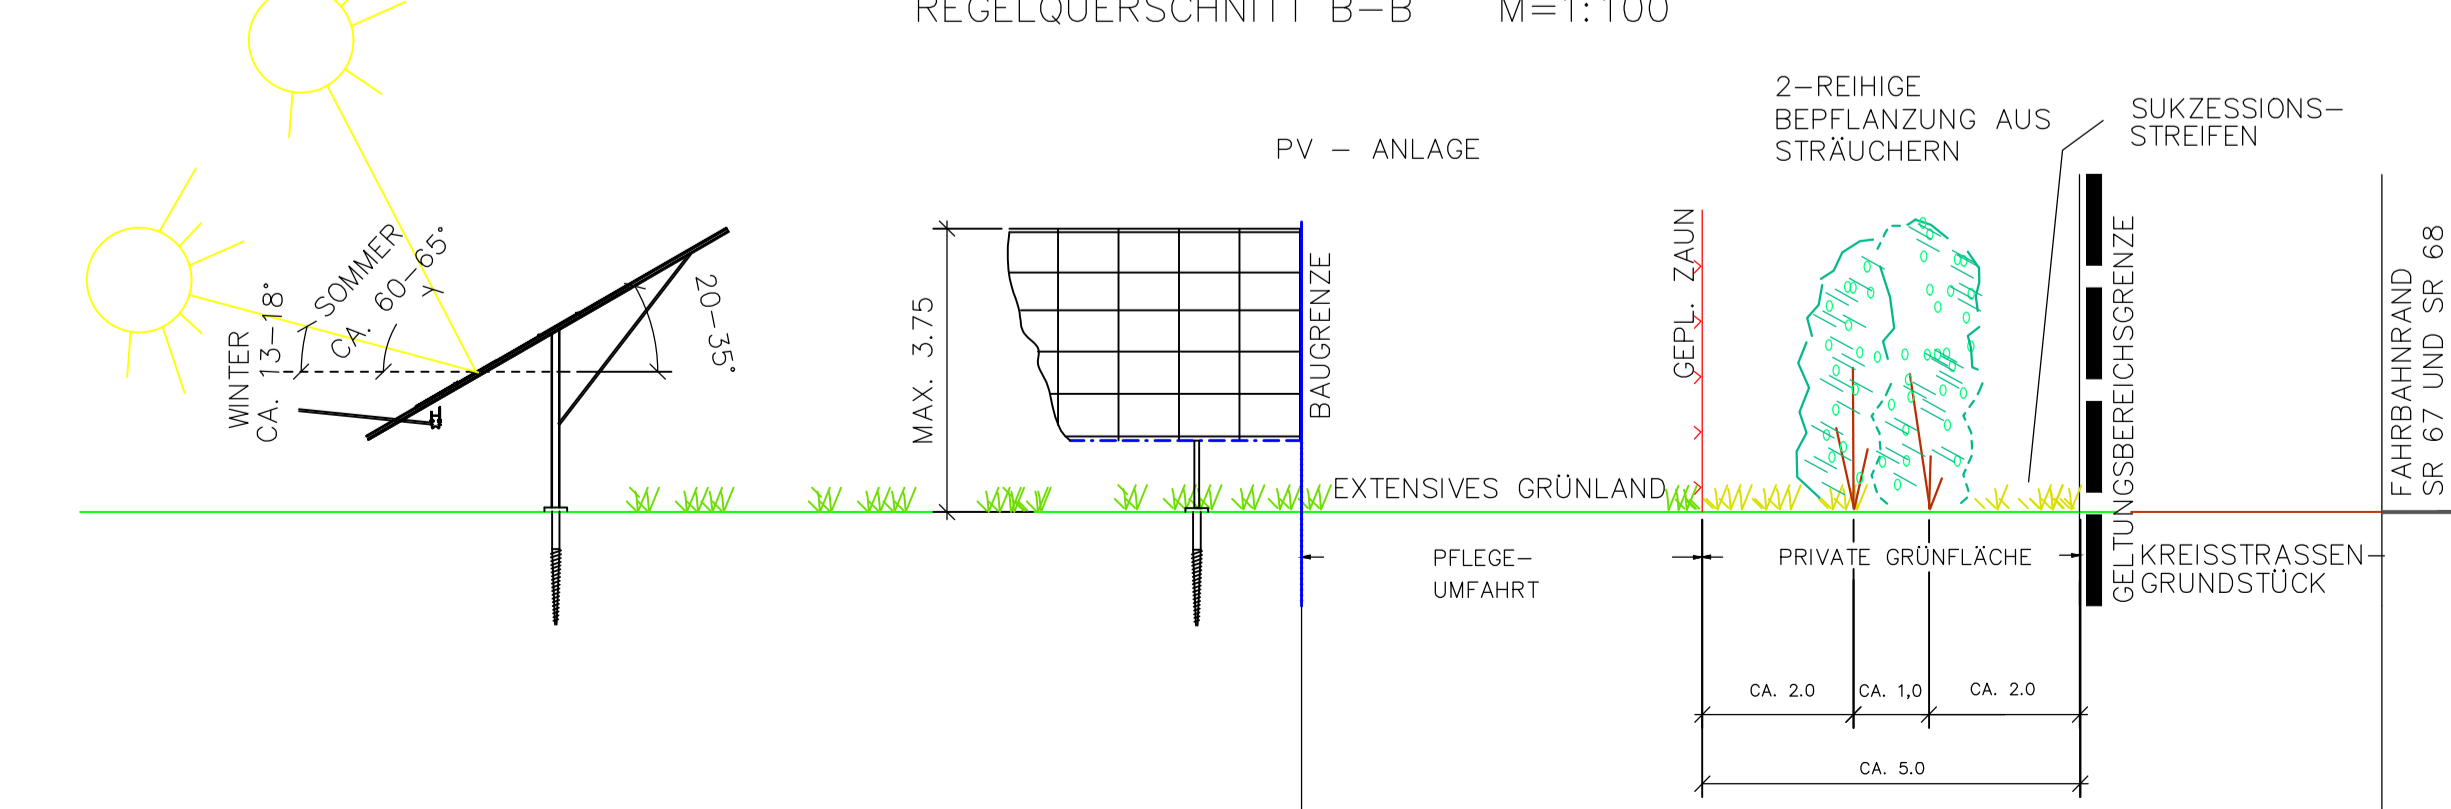 REGELQUERSCHNITT B-B M=1:100
2-REIHIGE
BEPFLANZUNG AUS
STRÄUCHERN
SUKZESSIONS-
STREIFEN
PV - ANLAGE
WINTER
CA. 13-18°
SOMMER
CA. 60-65°
20-35°
MAX. 3.75
BAUGRENZE
GEPL. ZAUN
GELTUNGSBEREICHSGRENZE
FAHRBAHNRAND
SR 67 UND SR 68
EXTENSIVES GRÜNLAND
PFLEGE-
UMFAHRT
PRIVATE GRÜNFLÄCHE
KREISSTRASSEN-
GRUNDSTÜCK
CA. 2.0
CA. 1,0
CA. 2.0
CA. 5.0